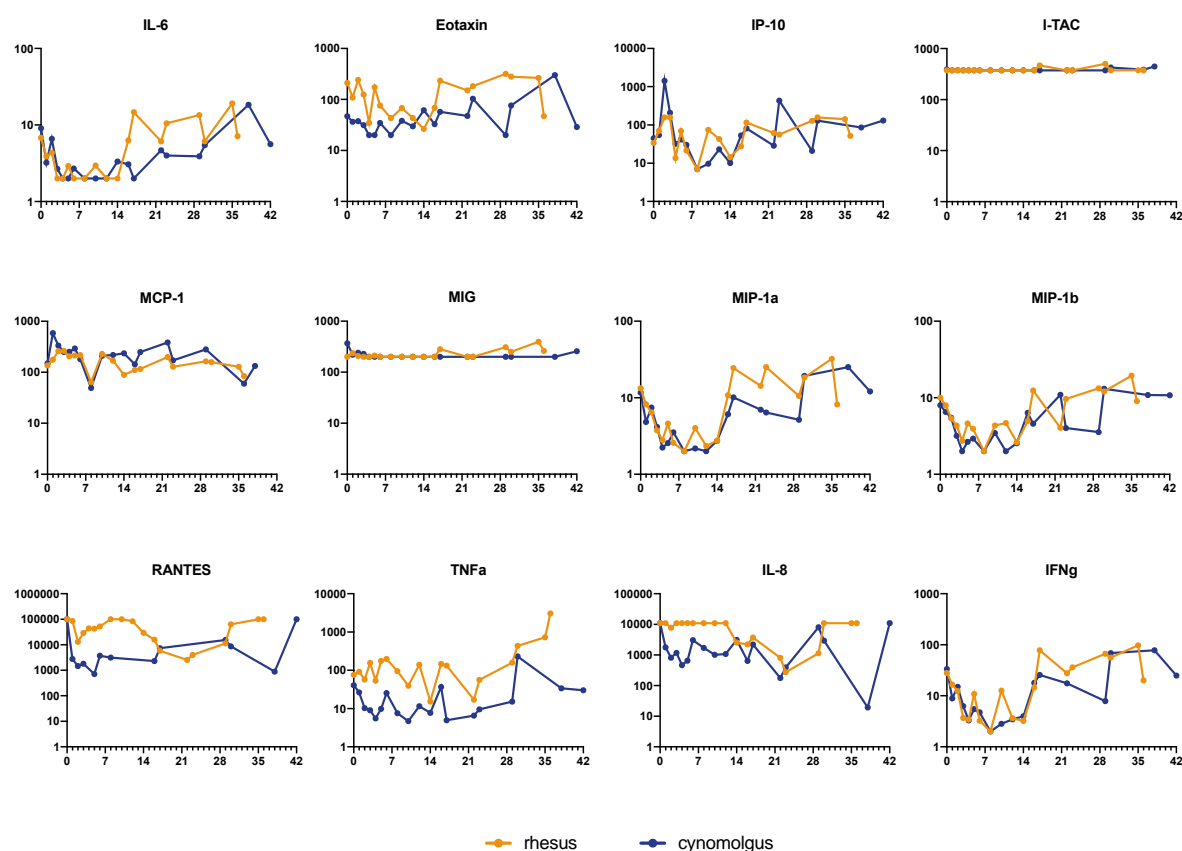 IL-6 Eotaxin IP-10 I-TAC
100 1000 10000 1000
10 100 1000 100
1 10 100 10
1 10 1
1
0 7 14 21 28 35 42 0 7 14 21 28 35 42 0 7 14 21 28 35 42 0 7 14 21 28 35 42
MCP-1 MIG MIP-1a MIP-1b
1000 1000 100 100
100 100 10 10
10 10 1 1
1 1
0 7 14 21 28 35 42 0 7 14 21 28 35 42 0 7 14 21 28 35 42 0 7 14 21 28 35 42
RANTES TNFa IL-8 IFNg
1000000 10000 100000 1000
100000 1000 10000 100
10000 100 1000 10
1000 10 100 1
100 1 10
10 1
1
0 7 14 21 28 35 42 0 7 14 21 28 35 42 0 7 14 21 28 35 42 0 7 14 21 28 35 42
rhesus cynomolgus